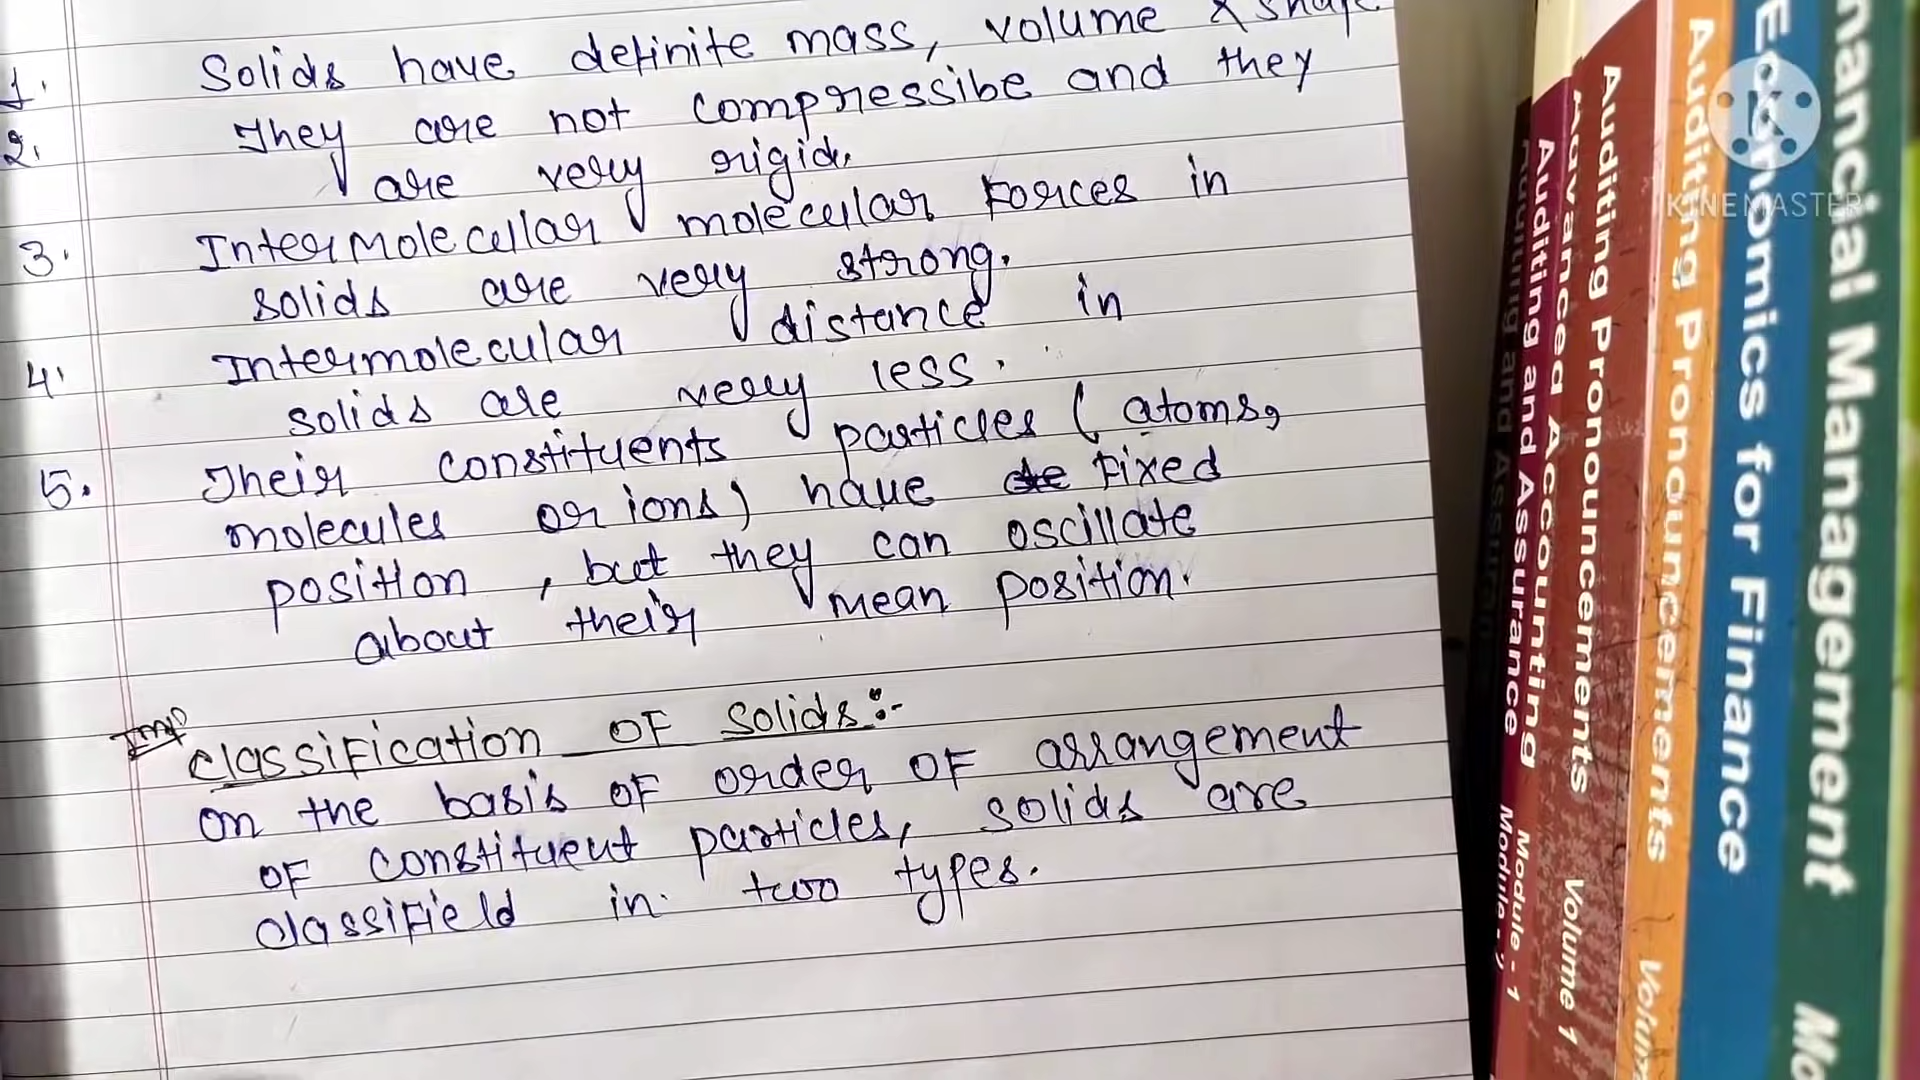 1. Solids have definite mass, volume & shape
2. They are not compressibe and they
are very rigid.
3. Intermolecular molecular Forces in
solids are very strong.
4. Intermolecular distance in
solids are very less.
5. Their constituents particles ( atoms,
molecules or ions) have de Fixed
position , but they can oscillate
about their mean position.
Imp classification OF Solids:-
on the basis OF order OF arrangement
OF constituent particles, solids are
classifield in two types.
Auditing and Assurance Module - 2
Auditing and Assurance Module - 1
Advanced Accounting
Auditing Pronouncements Volume 1
Auditing Pronouncements Volume
Economics for Finance
nancial Management Mo
KINEMASTER